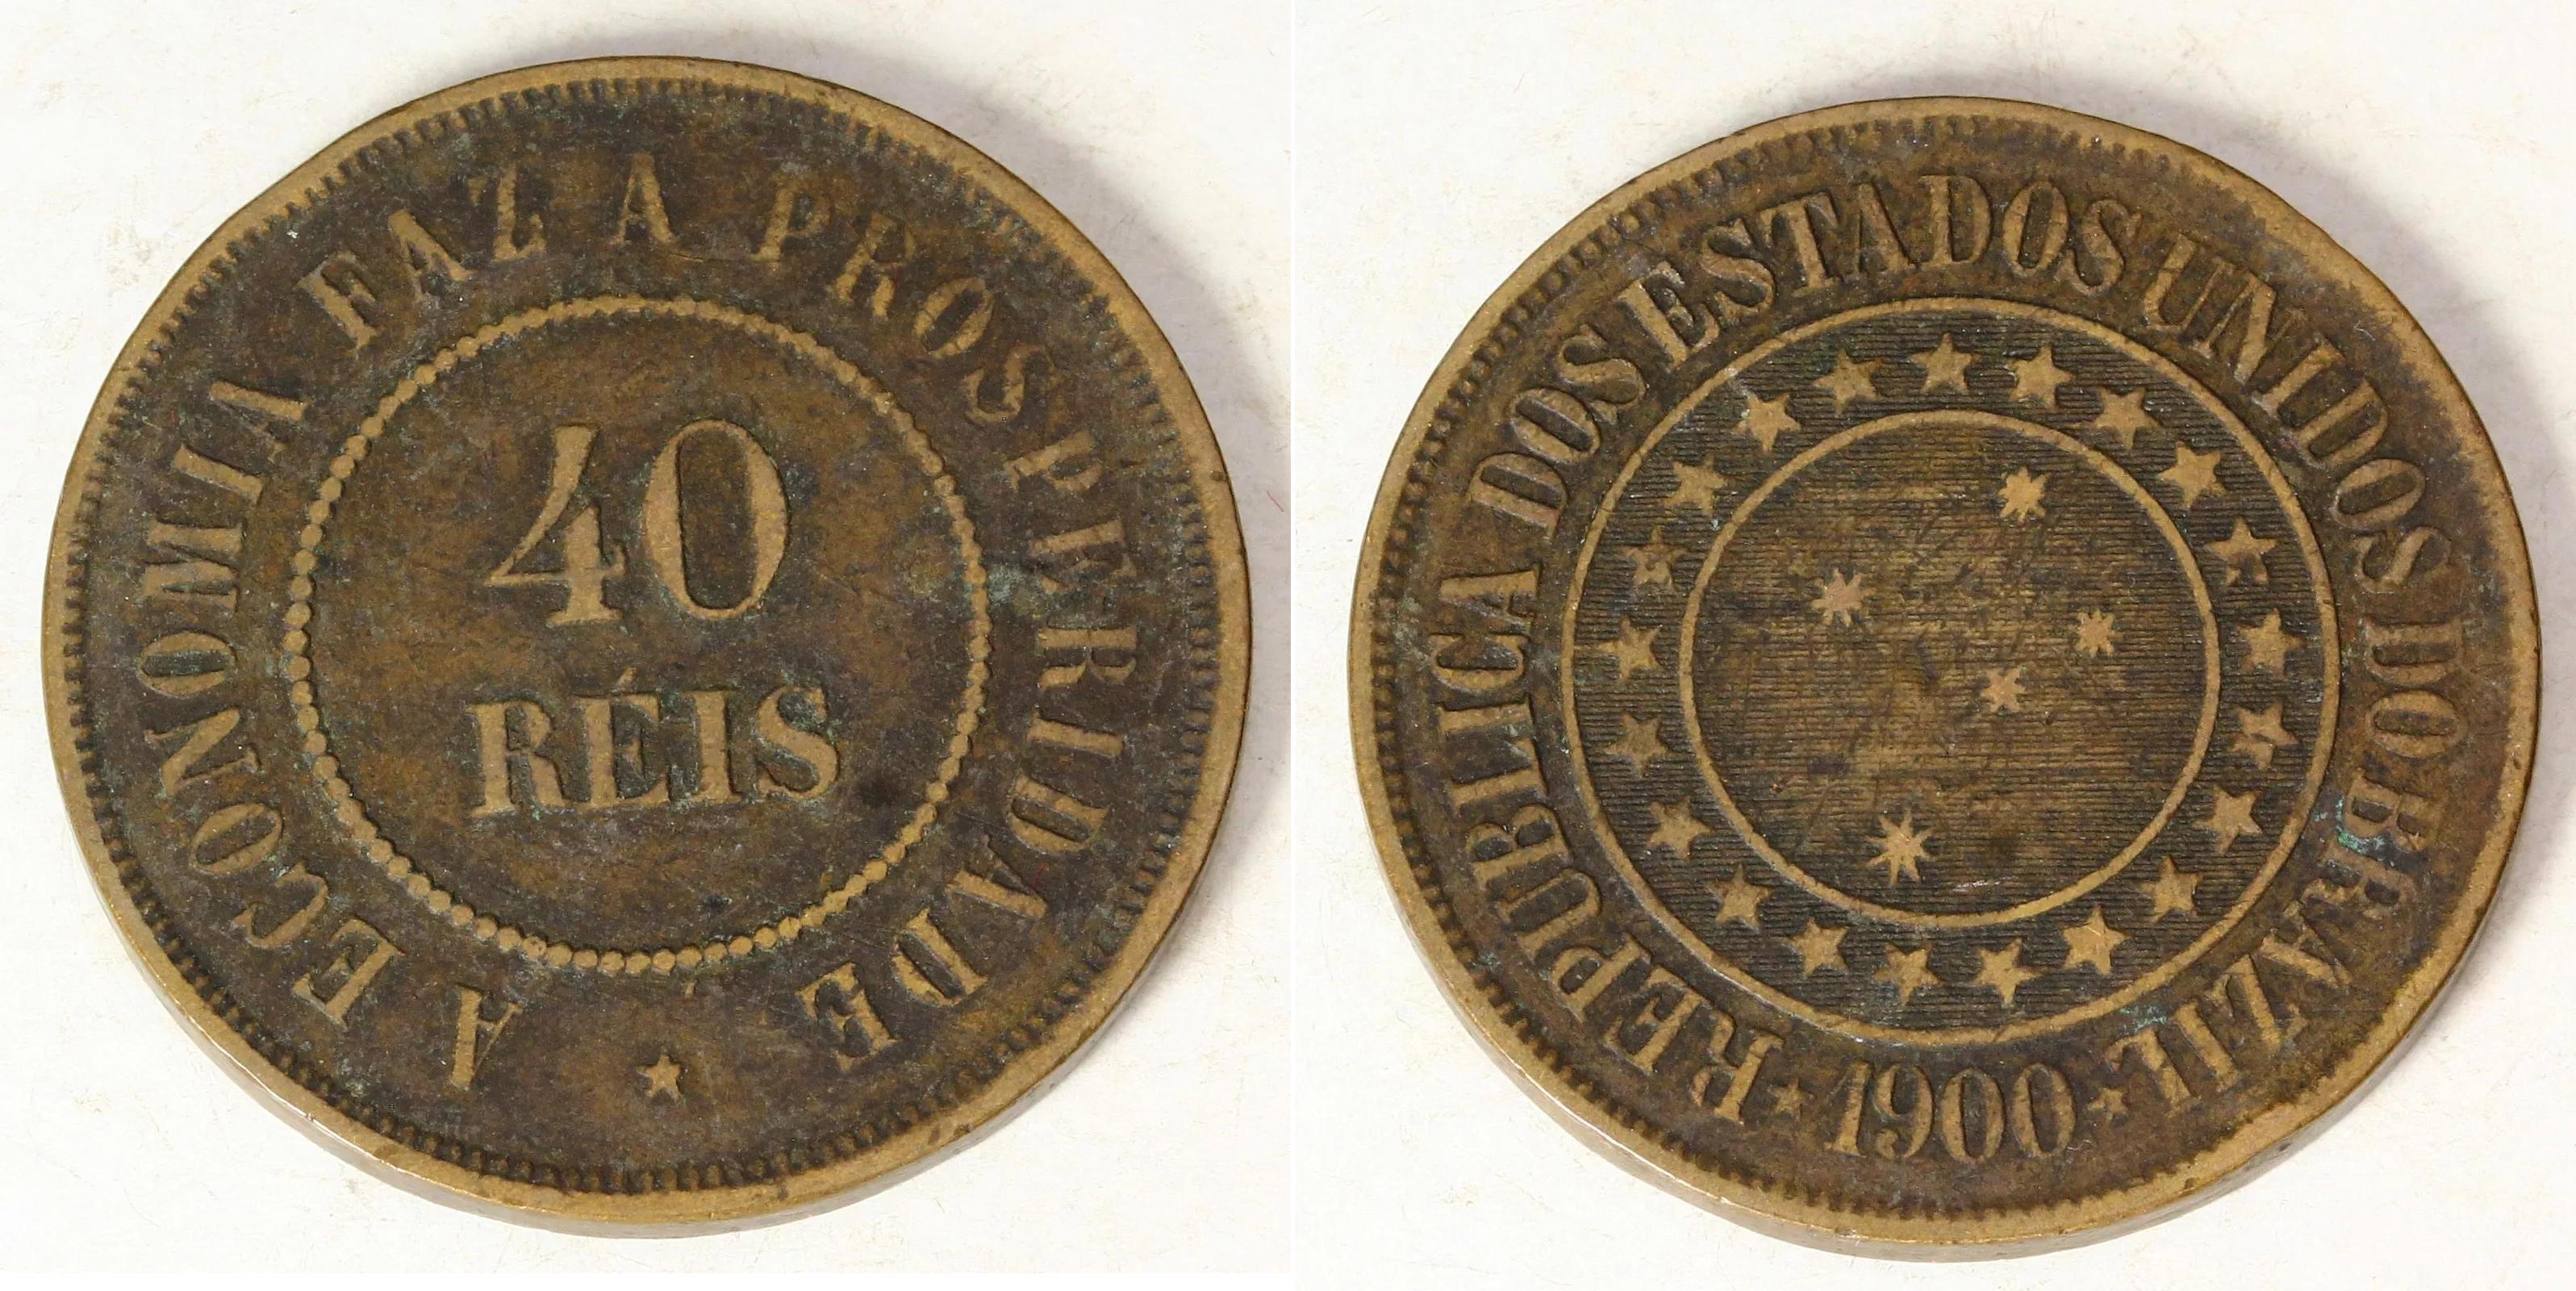 A ECONOMIA FAZ A PROSPERIDADE
40
RÉIS
REPUBLICA DOS ESTADOS UNIDOS DO BRAZIL
1900